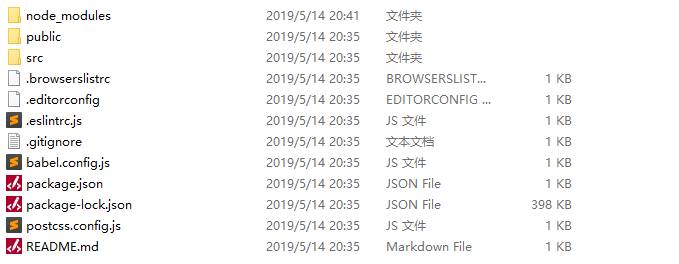 node_modules 2019/5/14 20:41 文件夹
public 2019/5/14 20:35 文件夹
src 2019/5/14 20:35 文件夹
.browserslistrc 2019/5/14 20:35 BROWSERSLIST... 1 KB
.editorconfig 2019/5/14 20:35 EDITORCONFIG ... 1 KB
.eslintrc.js 2019/5/14 20:35 JS 文件 1 KB
.gitignore 2019/5/14 20:35 文本文档 1 KB
babel.config.js 2019/5/14 20:35 JS 文件 1 KB
package.json 2019/5/14 20:35 JSON File 1 KB
package-lock.json 2019/5/14 20:35 JSON File 398 KB
postcss.config.js 2019/5/14 20:35 JS 文件 1 KB
README.md 2019/5/14 20:35 Markdown File 1 KB